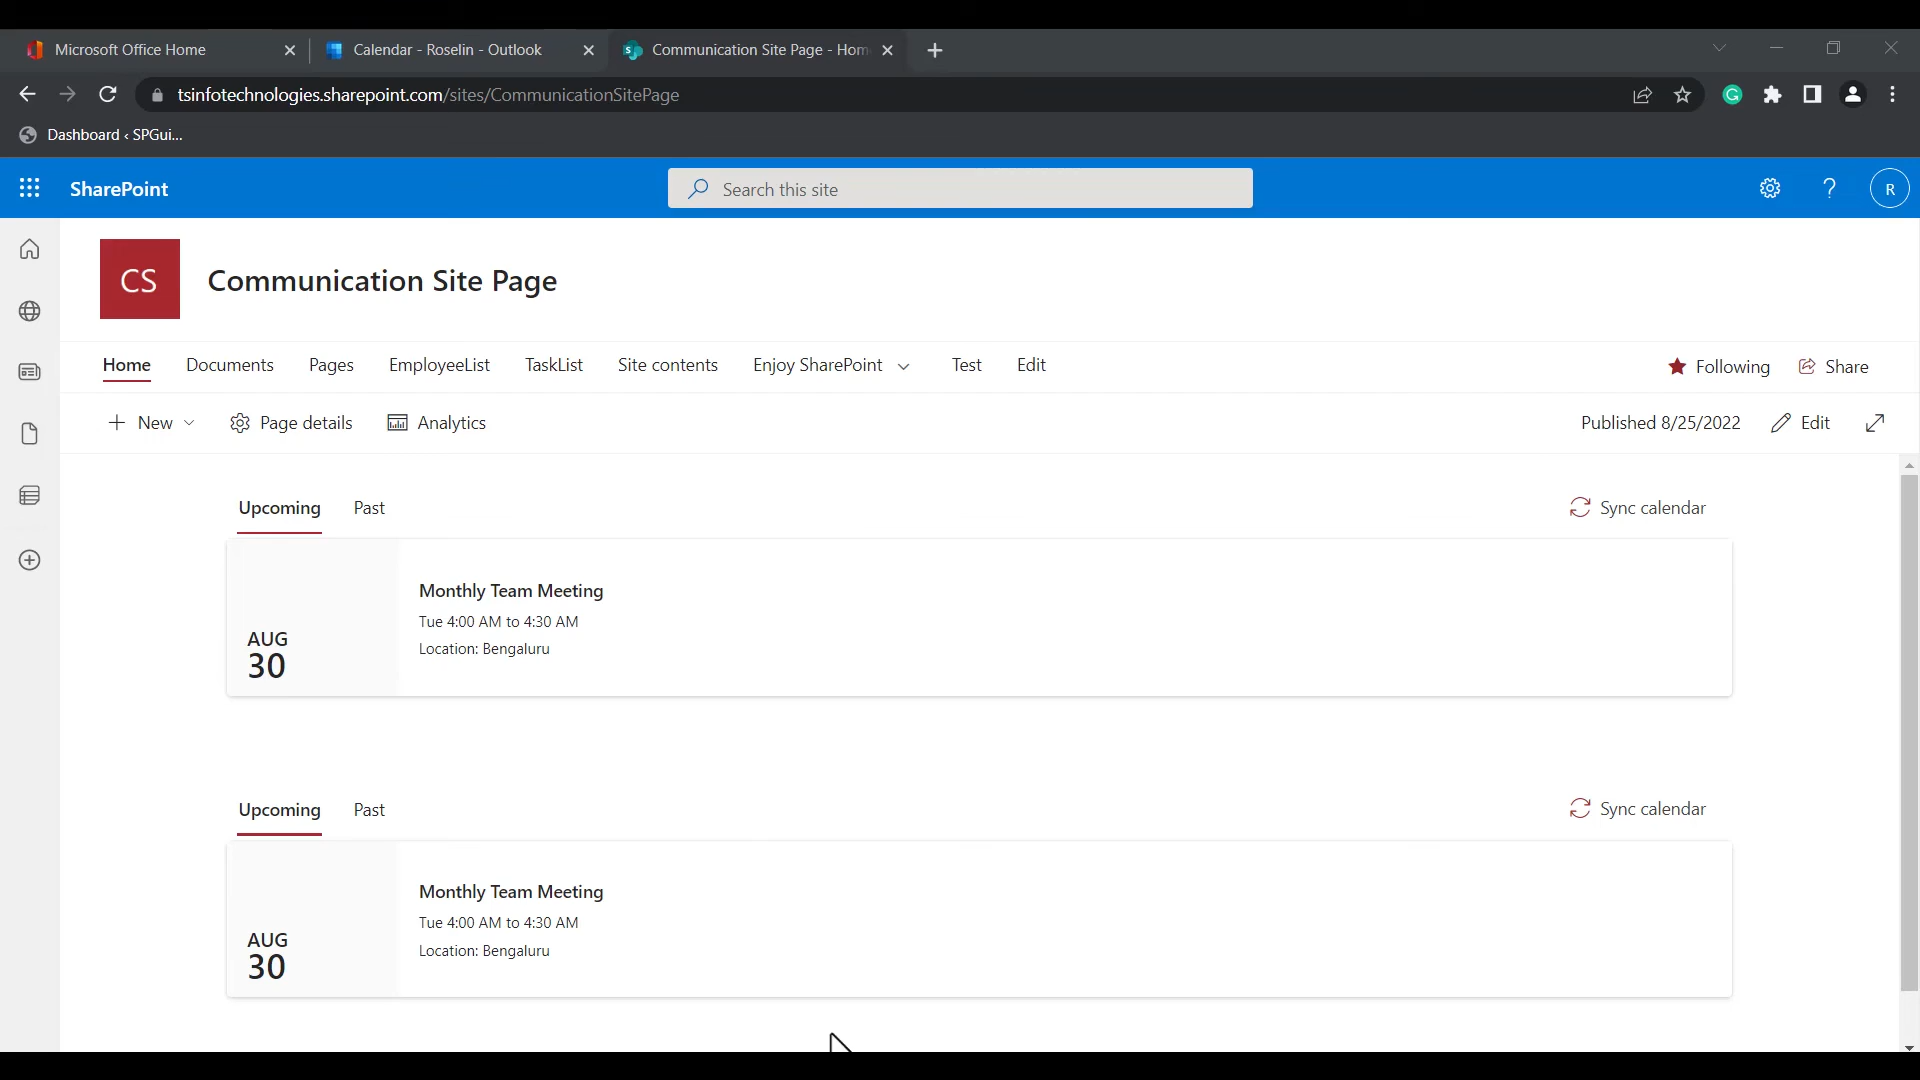 Microsoft Office Home
Calendar - Roselin - Outlook
Communication Site Page - Hom
tsinfotechnologies.sharepoint.com/sites/CommunicationSitePage
Dashboard ‹ SPGui...
SharePoint
Search this site
R
CS
Communication Site Page
Home
Documents
Pages
EmployeeList
TaskList
Site contents
Enjoy SharePoint
Test
Edit
Following
Share
New
Page details
Analytics
Published 8/25/2022
Edit
Upcoming
Past
Sync calendar
AUG
30
Monthly Team Meeting
Tue 4:00 AM to 4:30 AM
Location: Bengaluru
Upcoming
Past
Sync calendar
AUG
30
Monthly Team Meeting
Tue 4:00 AM to 4:30 AM
Location: Bengaluru